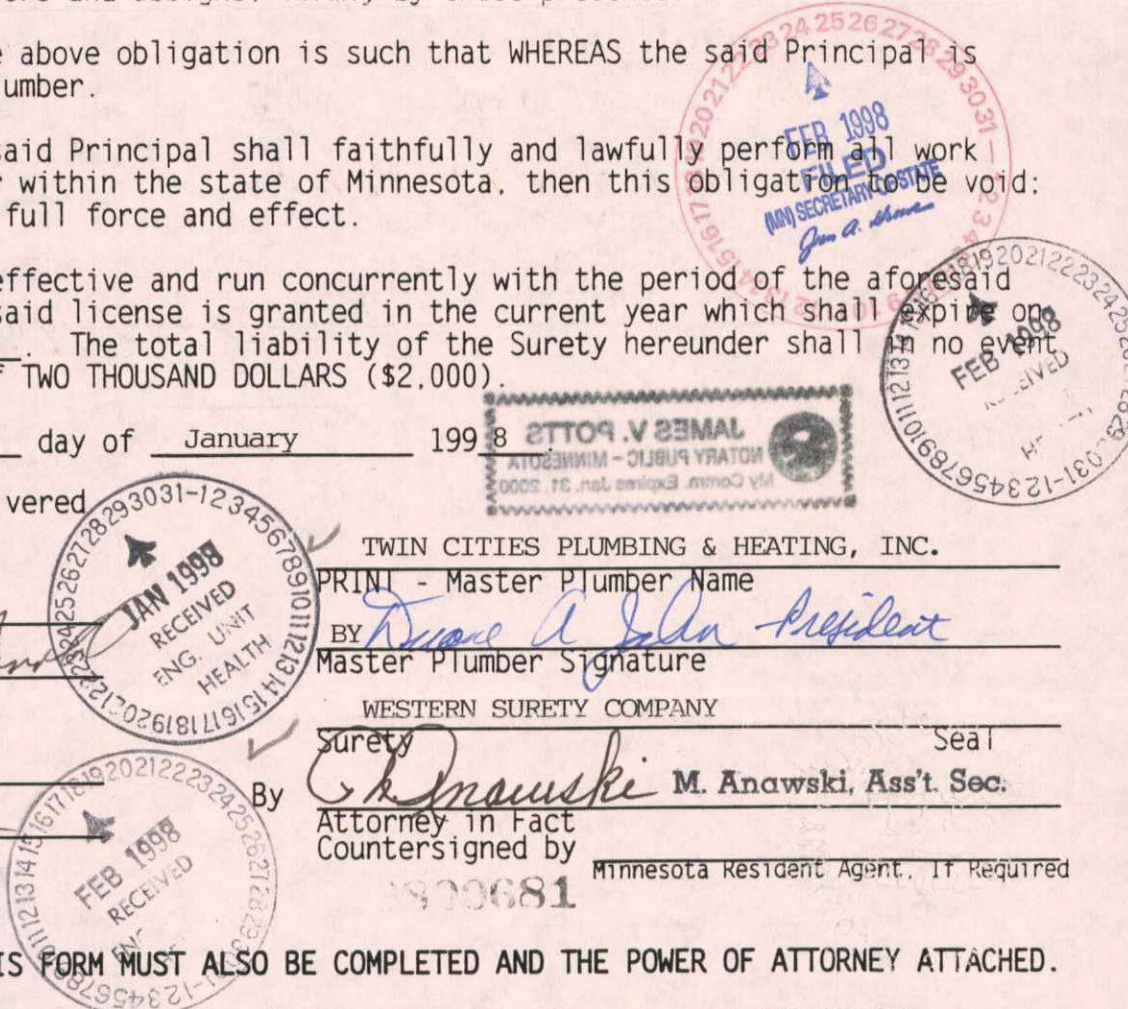 above obligation is such that WHEREAS the said Principal is
umber.
said Principal shall faithfully and lawfully perform all work
within the state of Minnesota. then this obligation to be void:
full force and effect.
effective and run concurrently with the period of the aforesaid
said license is granted in the current year which shall expire on
. The total liability of the Surety hereunder shall in no event
TWO THOUSAND DOLLARS ($2,000).
day of January 1998
vered
FEB 1998
FILED
(MN) SECRETARY OF STATE
FEB 1998
JAMES V. POTTS
NOTARY PUBLIC – MINNESOTA
My Comm. Expires Jan. 31, 2000
JAN 1998
RECEIVED
ENG. UNIT
HEALTH
TWIN CITIES PLUMBING & HEATING, INC.
PRINT - Master Plumber Name
BY Duane A President
Master Plumber Signature
WESTERN SURETY COMPANY
Surety Seal
By Anawski M. Anawski, Ass't. Sec.
Attorney in Fact
Countersigned by
Minnesota Resident Agent, If Required
FEB 1998
RECEIVED
IS FORM MUST ALSO BE COMPLETED AND THE POWER OF ATTORNEY ATTACHED.